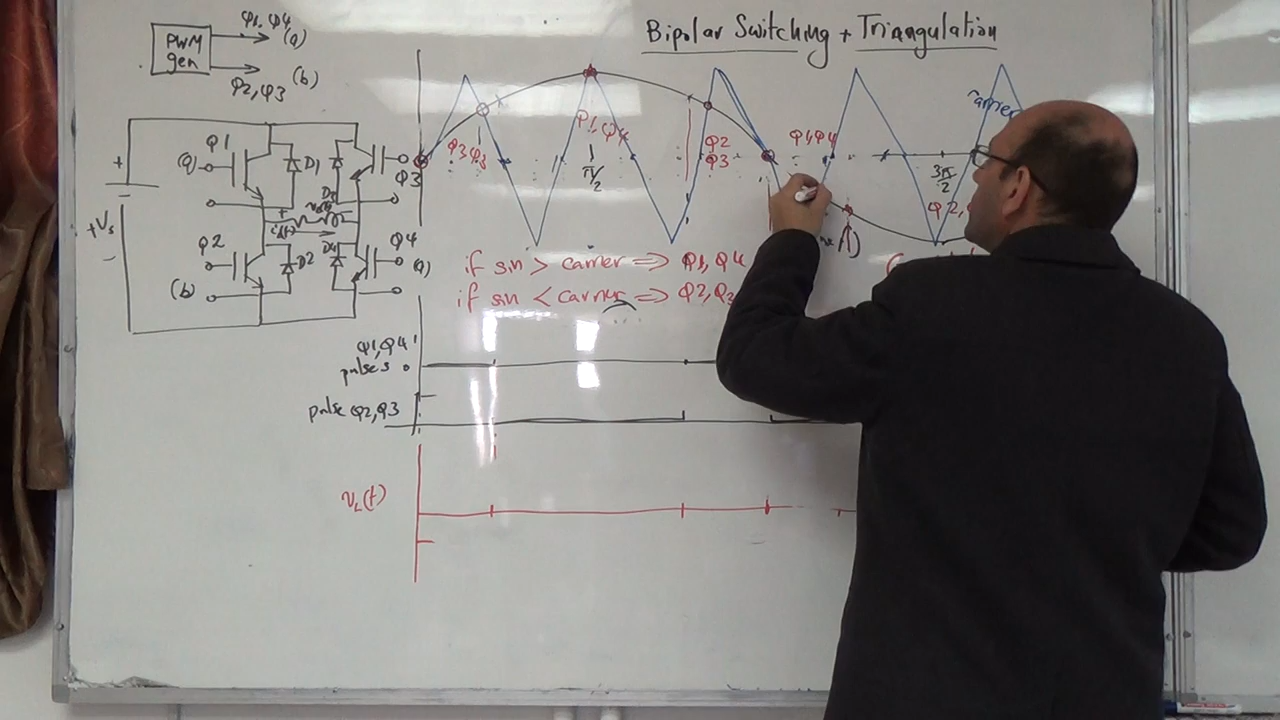 Bipolar Switching + Triangulation
φ1, φ4
(a)
PWM
gen
φ2, φ3
(b)
φ1
φ3
D1
+
φ2
φ4
D2
(b)
+Vs
-
carrier
φ1, φ4
π/2
φ2
φ3
φ1, φ4
3π/2
φ2,
if sin > carrier ⇒ φ1, φ4
if sin < carrier ⇒ φ2, φ3
φ1, φ4
pulses
pulse φ2, φ3
vL(t)